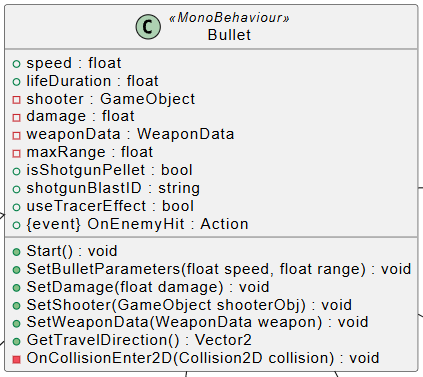 «MonoBehaviour»
C Bullet
speed : float
lifeDuration : float
shooter : GameObject
damage : float
weaponData : WeaponData
maxRange : float
isShotgunPellet : bool
shotgunBlastID : string
useTracerEffect : bool
{event} OnEnemyHit : Action
Start() : void
SetBulletParameters(float speed, float range) : void
SetDamage(float damage) : void
SetShooter(GameObject shooterObj) : void
SetWeaponData(WeaponData weapon) : void
GetTravelDirection() : Vector2
OnCollisionEnter2D(Collision2D collision) : void